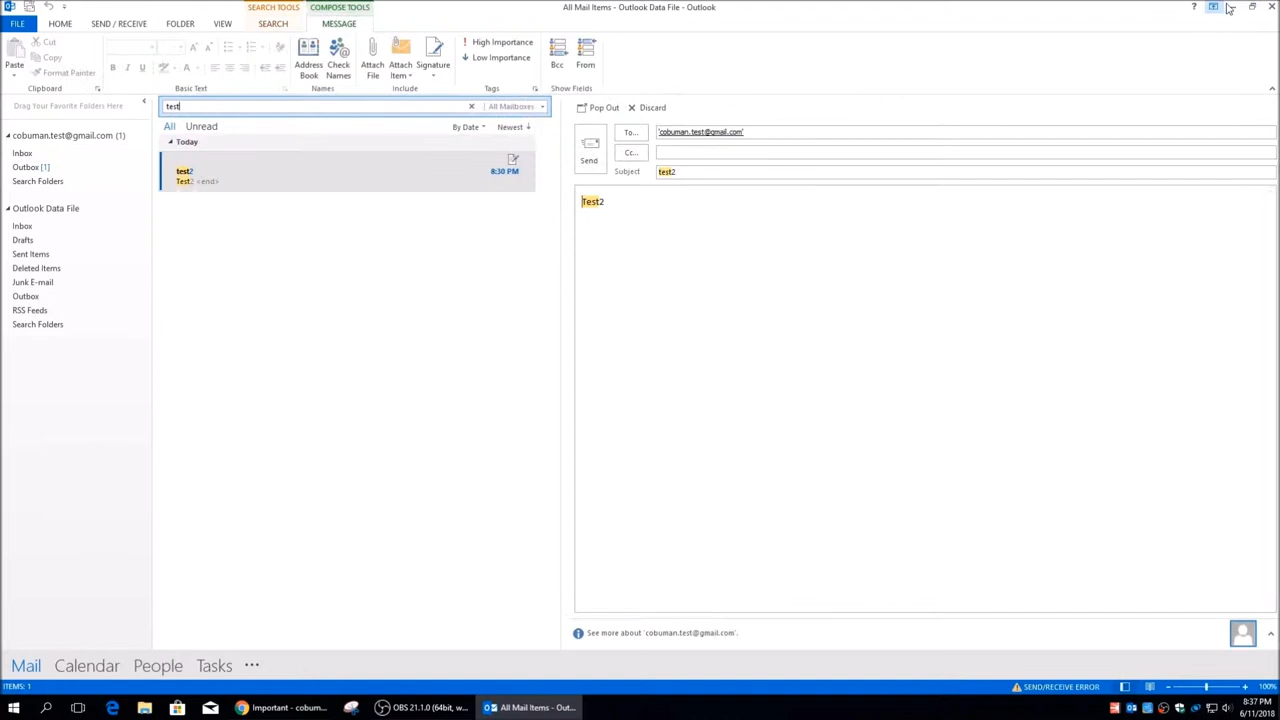 SEARCH TOOLS
COMPOSE TOOLS
All Mail Items - Outlook Data File - Outlook
?
FILE
HOME
SEND / RECEIVE
FOLDER
VIEW
SEARCH
MESSAGE
Paste
Cut
Copy
Format Painter
Clipboard
B I U
Basic Text
Address Book
Check Names
Names
Attach File
Attach Item
Signature
Include
High Importance
Low Importance
Tags
Bcc
From
Show Fields
Drag Your Favorite Folders Here
cobuman.test@gmail.com (1)
Inbox
Outbox [1]
Search Folders
Outlook Data File
Inbox
Drafts
Sent Items
Deleted Items
Junk E-mail
Outbox
RSS Feeds
Search Folders
test
All Mailboxes
All Unread
By Date Newest
Today
test2
8:30 PM
Test2 <end>
Pop Out
Discard
Send
To...
'cobuman.test@gmail.com'
Cc...
Subject
test2
Test2
See more about 'cobuman.test@gmail.com'.
Mail Calendar People Tasks
ITEMS: 1
SEND/RECEIVE ERROR
100%
Important - cobum...
OBS 21.1.0 (64bit, w...
All Mail Items - Out...
8:37 PM
6/11/2018